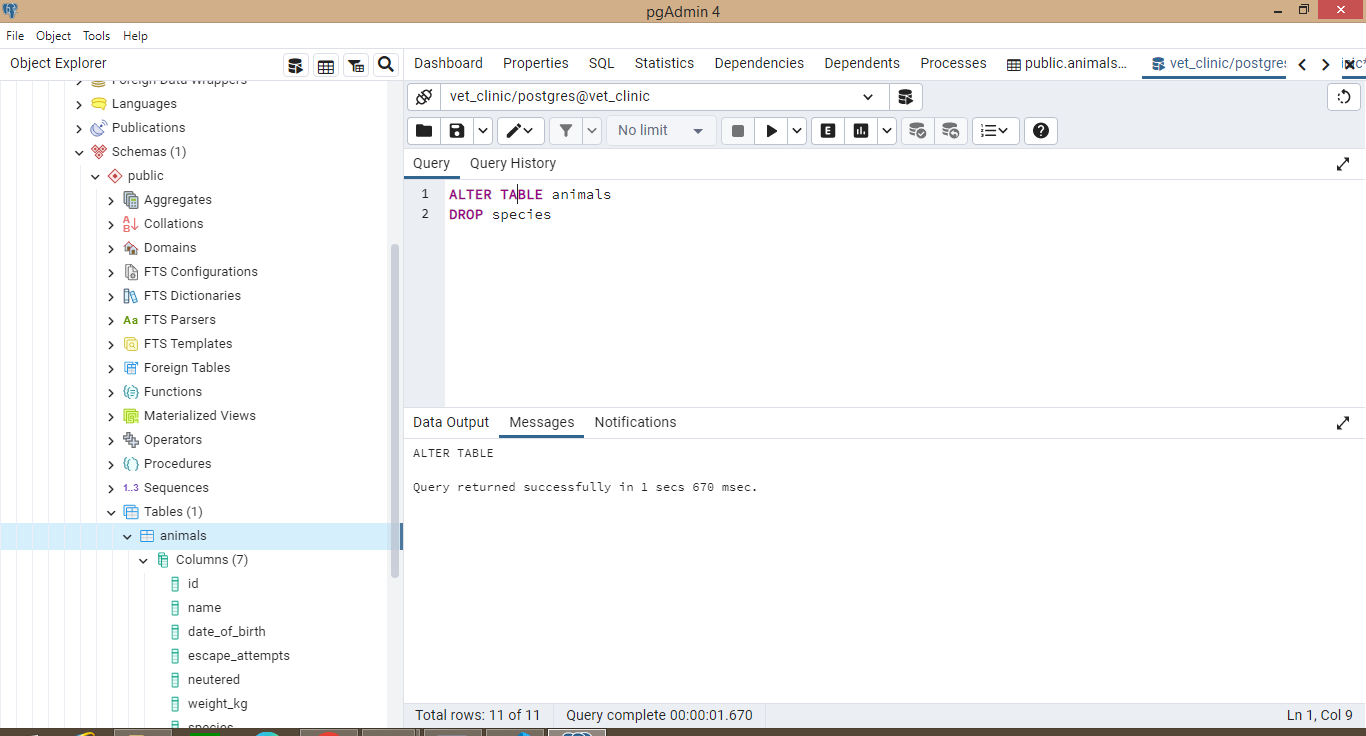 pgAdmin 4
File Object Tools Help
Object Explorer
Foreign Data Wrappers
Languages
Publications
Schemas (1)
public
Aggregates
Collations
Domains
FTS Configurations
FTS Dictionaries
Aa FTS Parsers
FTS Templates
Foreign Tables
Functions
Materialized Views
Operators
Procedures
1..3 Sequences
Tables (1)
animals
Columns (7)
id
name
date_of_birth
escape_attempts
neutered
weight_kg
species
Dashboard Properties SQL Statistics Dependencies Dependents Processes public.animals... vet_clinic/postgres
vet_clinic/postgres@vet_clinic
No limit
E
Query Query History
1 ALTER TABLE animals
2 DROP species
Data Output Messages Notifications
ALTER TABLE
Query returned successfully in 1 secs 670 msec.
Total rows: 11 of 11 Query complete 00:00:01.670 Ln 1, Col 9